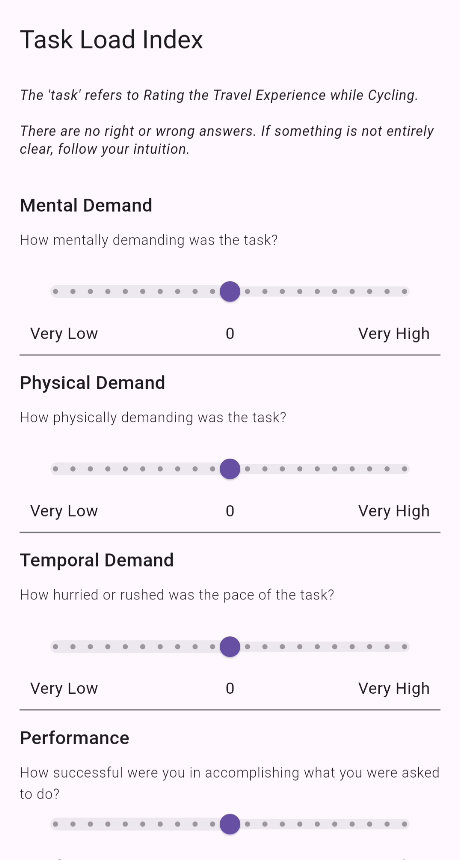 Task Load Index
The 'task' refers to Rating the Travel Experience while Cycling.
There are no right or wrong answers. If something is not entirely
clear, follow your intuition.
Mental Demand
How mentally demanding was the task?
Very Low 0 Very High
Physical Demand
How physically demanding was the task?
Very Low 0 Very High
Temporal Demand
How hurried or rushed was the pace of the task?
Very Low 0 Very High
Performance
How successful were you in accomplishing what you were asked
to do?